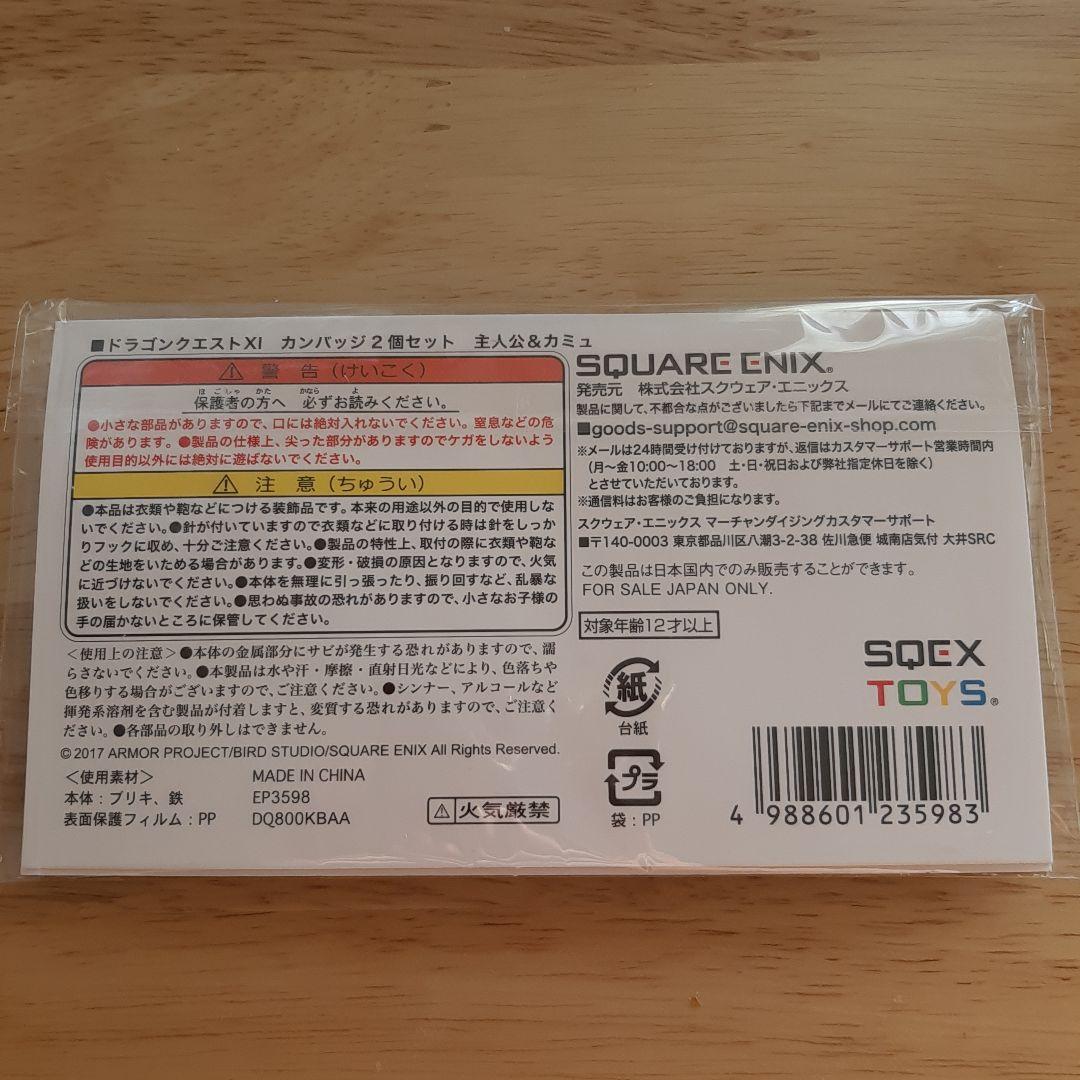 ■ドラゴンクエストXI カンバッジ2個セット 主人公&カミュ
⚠ 警告（けいこく）
ほごしゃ かた かなら よ
保護者の方へ 必ずお読みください。
●小さな部品がありますので、口には絶対入れないでください。窒息などの危
険があります。●製品の仕様上、尖った部分がありますのでケガをしないよう
使用目的以外には絶対に遊ばないでください。
⚠ 注意（ちゅうい）
●本品は衣類や鞄などにつける装飾品です。本来の用途以外の目的で使用しな
いでください。●針が付いていますので衣類などに取り付ける時は針をしっか
りフックに収め、十分ご注意ください。●製品の特性上、取付の際に衣類や鞄な
どの生地をいためる場合があります。●変形・破損の原因となりますので、火気
に近づけないでください。●本体を無理に引っ張ったり、振り回すなど、乱暴な
扱いをしないでください。●思わぬ事故の恐れがありますので、小さなお子様の
手の届かないところに保管してください。
＜使用上の注意＞●本体の金属部分にサビが発生する恐れがありますので、濡
らさないでください。●本製品は水や汗・摩擦・直射日光などにより、色落ちや
色移りする場合がございますので、ご注意ください。●シンナー、アルコールなど
揮発系溶剤を含む製品が付着しますと、変質する恐れがありますので、ご注意く
ださい。●各部品の取り外しはできません。
©2017 ARMOR PROJECT/BIRD STUDIO/SQUARE ENIX All Rights Reserved.
＜使用素材＞ MADE IN CHINA
本体：ブリキ、鉄 EP3598
表面保護フィルム：PP DQ800KBAA
⚠火気厳禁
SQUARE ENIX®
発売元 株式会社スクウェア・エニックス
製品に関して、不都合な点がございましたら下記までメールにてご連絡ください。
■goods-support@square-enix-shop.com
※メールは24時間受け付けておりますが、返信はカスタマーサポート営業時間内
（月～金10:00～18:00 土・日・祝日および弊社指定休日を除く）
とさせていただいております。
※通信料はお客様のご負担になります。
スクウェア・エニックス マーチャンダイジングカスタマーサポート
■〒140-0003 東京都品川区八潮3-2-38 佐川急便 城南店気付 大井SRC
この製品は日本国内でのみ販売することができます。
FOR SALE JAPAN ONLY.
対象年齢12才以上
紙
台紙
プラ
袋：PP
SQEX
TOYS®
4 988601 235983